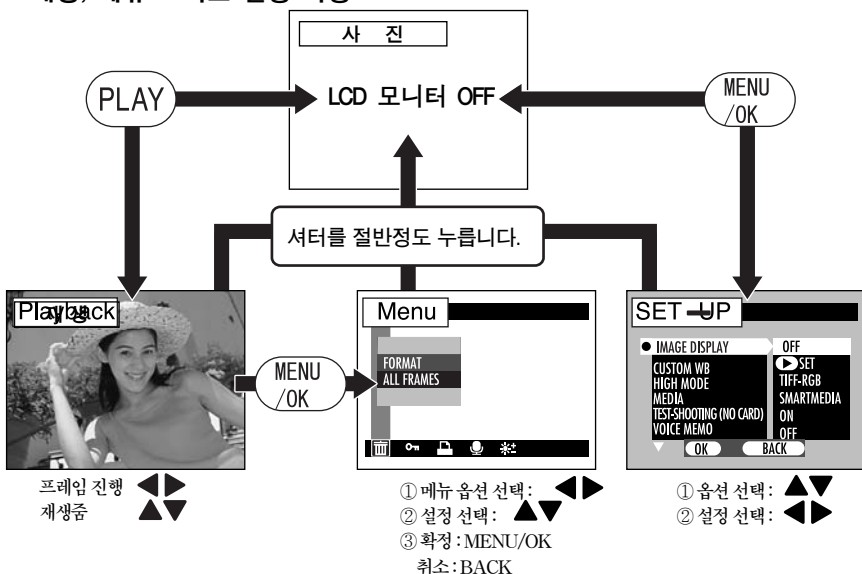 사 진
LCD 모니터 OFF
PLAY
MENU
/OK
셔터를 절반정도 누릅니다.
Playback
Menu
FORMAT
ALL FRAMES
SET-UP
IMAGE DISPLAY OFF
CUSTOM WB SET
HIGH MODE TIFF-RGB
MEDIA SMARTMEDIA
TEST-SHOOTING (NO CARD) ON
VOICE MEMO OFF
OK BACK
MENU
/OK
프레임 진행 ◀▶
재생줌 ▲▼
① 메뉴 옵션 선택 : ◀▶
② 설정 선택 : ▲▼
③ 확정 : MENU/OK
취소 : BACK
① 옵션 선택 : ▲▼
② 설정 선택 : ◀▶